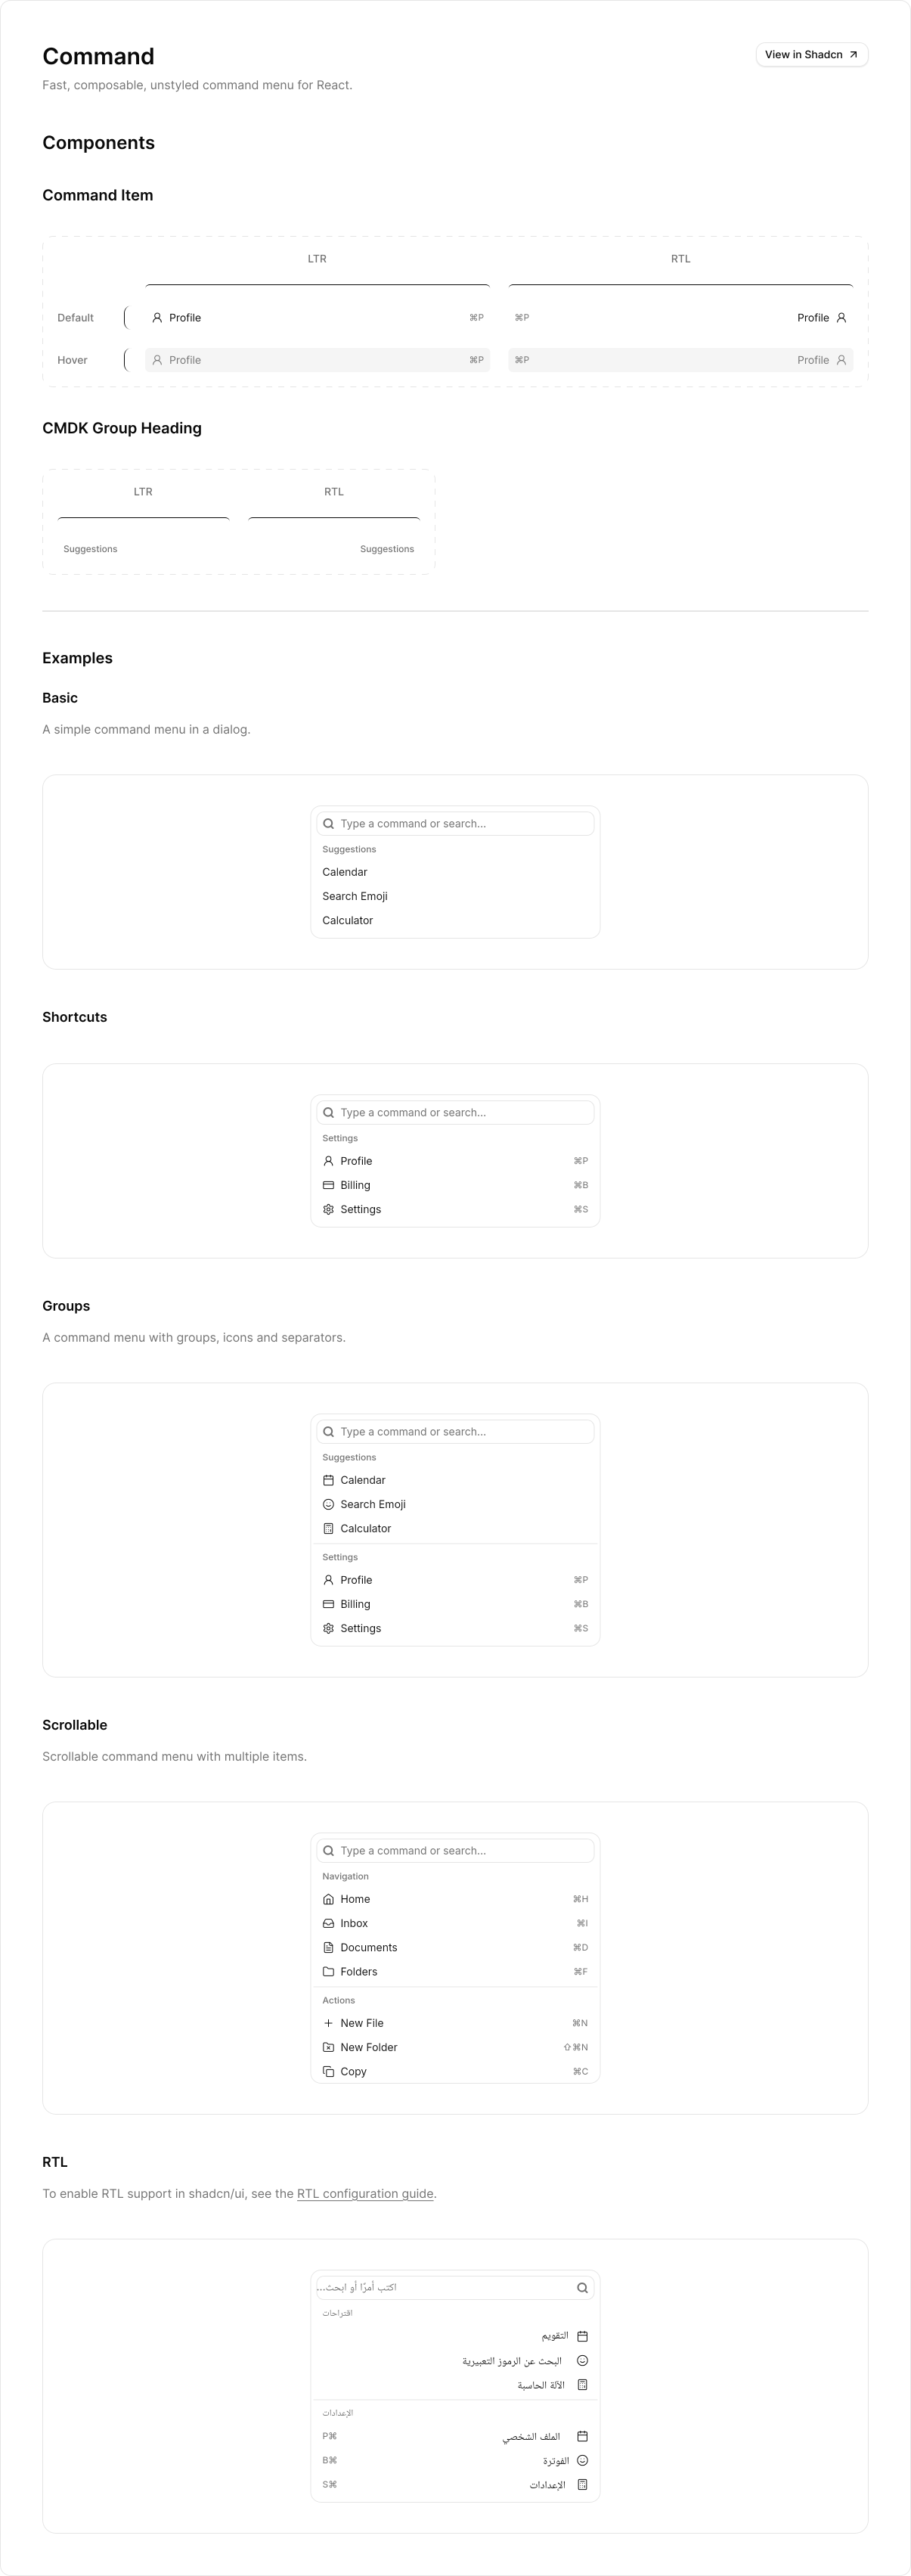 Command
View in Shadcn
Fast, composable, unstyled command menu for React.
Components
Command Item
LTR
RTL
Default
Profile
⌘P
⌘P
Profile
Hover
Profile
⌘P
⌘P
Profile
CMDK Group Heading
LTR
RTL
Suggestions
Suggestions
Examples
Basic
A simple command menu in a dialog.
Type a command or search...
Suggestions
Calendar
Search Emoji
Calculator
Shortcuts
Type a command or search...
Settings
Profile ⌘P
Billing ⌘B
Settings ⌘S
Groups
A command menu with groups, icons and separators.
Type a command or search...
Suggestions
Calendar
Search Emoji
Calculator
Settings
Profile ⌘P
Billing ⌘B
Settings ⌘S
Scrollable
Scrollable command menu with multiple items.
Type a command or search...
Navigation
Home ⌘H
Inbox ⌘I
Documents ⌘D
Folders ⌘F
Actions
New File ⌘N
New Folder ⇧⌘N
Copy ⌘C
RTL
To enable RTL support in shadcn/ui, see the RTL configuration guide.
اكتب أمرًا أو ابحث...
اقتراحات
التقويم
البحث عن الرموز التعبيرية
الآلة الحاسبة
الإعدادات
الملف الشخصي
P⌘
الفوترة
B⌘
الإعدادات
S⌘